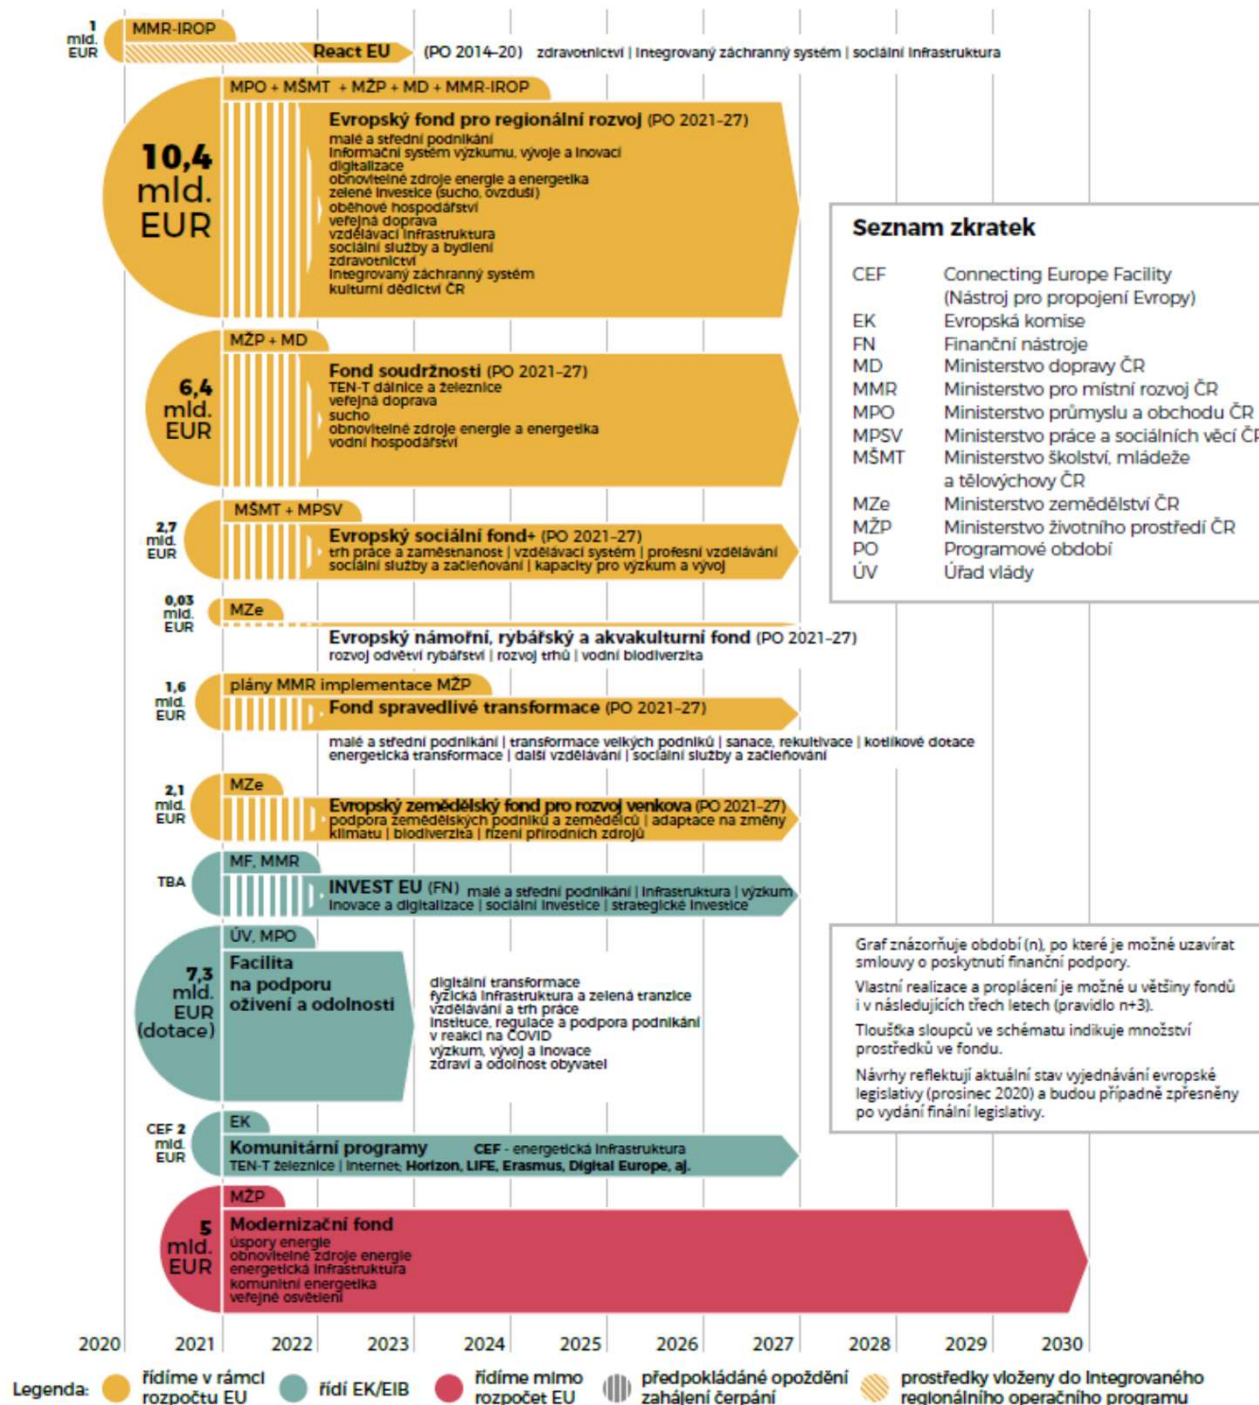 1
mld.
EUR
MMR-IROP
React EU
(PO 2014–20) zdravotnictví | Integrovaný záchranný systém | sociální Infrastruktura
MPO + MŠMT + MŽP + MD + MMR-IROP
10,4
mld.
EUR
Evropský fond pro regionální rozvoj (PO 2021–27)
malé a střední podnikání
Informační systém výzkumu, vývoje a Inovací
digitalizace
obnovitelné zdroje energie a energetika
zelené Investice (sucho, ovzduší)
oběhové hospodářství
veřejná doprava
vzdělávací Infrastruktura
sociální služby a bydlení
zdravotnictví
Integrovaný záchranný systém
kulturní dědictví ČR
MŽP + MD
6,4
mld.
EUR
Fond soudržnosti (PO 2021–27)
TEN-T dálnice a železnice
veřejná doprava
sucho
obnovitelné zdroje energie a energetika
vodní hospodářství
MŠMT + MPSV
2,7
mld.
EUR
Evropský sociální fond+ (PO 2021–27)
trh práce a zaměstnanost | vzdělávací systém | profesní vzdělávání
sociální služby a začleňování | kapacity pro výzkum a vývoj
0,03
mld.
EUR
MZe
Evropský námořní, rybářský a akvakulturní fond (PO 2021–27)
rozvoj odvětví rybářství | rozvoj trhů | vodní biodiverzita
1,6
mld.
EUR
plány MMR implementace MŽP
Fond spravedlivé transformace (PO 2021–27)
malé a střední podnikání | transformace velkých podniků | sanace, rekultivace | kotlíkové dotace
energetická transformace | další vzdělávání | sociální služby a začleňování
2,1
mld.
EUR
MZe
Evropský zemědělský fond pro rozvoj venkova (PO 2021–27)
podpora zemědělských podniků a zemědělců | adaptace na změny
klimatu | biodiverzita | řízení přírodních zdrojů
TBA
MF, MMR
INVEST EU (FN) malé a střední podnikání | Infrastruktura | výzkum
Inovace a digitalizace | sociální Investice | strategické Investice
ÚV, MPO
7,3
mld.
EUR
(dotace)
Facilita
na podporu
oživení a odolnosti
digitální transformace
fyzická Infrastruktura a zelená tranzice
vzdělávání a trh práce
Instituce, regulace a podpora podnikání
v reakci na COVID
výzkum, vývoj a Inovace
zdraví a odolnost obyvatel
CEF 2
mld.
EUR
EK
Komunitární programy CEF - energetická Infrastruktura
TEN-T železnice | Internet; Horizon, LIFE, Erasmus, Digital Europe, aj.
MŽP
5
mld.
EUR
Modernizační fond
úspory energie
obnovitelné zdroje energie
energetická Infrastruktura
komunitní energetika
veřejné osvětlení
Seznam zkratek
CEF Connecting Europe Facility
(Nástroj pro propojení Evropy)
EK Evropská komise
FN Finanční nástroje
MD Ministerstvo dopravy ČR
MMR Ministerstvo pro místní rozvoj ČR
MPO Ministerstvo průmyslu a obchodu ČR
MPSV Ministerstvo práce a sociálních věcí ČR
MŠMT Ministerstvo školství, mládeže
a tělovýchovy ČR
MZe Ministerstvo zemědělství ČR
MŽP Ministerstvo životního prostředí ČR
PO Programové období
ÚV Úřad vlády
Graf znázorňuje období (n), po které je možné uzavírat
smlouvy o poskytnutí finanční podpory.
Vlastní realizace a proplácení je možné u většiny fondů
i v následujících třech letech (pravidlo n+3).
Tloušťka sloupců ve schématu indikuje množství
prostředků ve fondu.
Návrhy reflektují aktuální stav vyjednávání evropské
legislativy (prosinec 2020) a budou případně zpřesněny
po vydání finální legislativy.
2020 2021 2022 2023 2024 2025 2026 2027 2028 2029 2030
Legenda:
řídíme v rámci
rozpočtu EU
řídí EK/EIB
řídíme mimo
rozpočet EU
předpokládané opoždění
zahájení čerpání
prostředky vloženy do Integrovaného
regionálního operačního programu